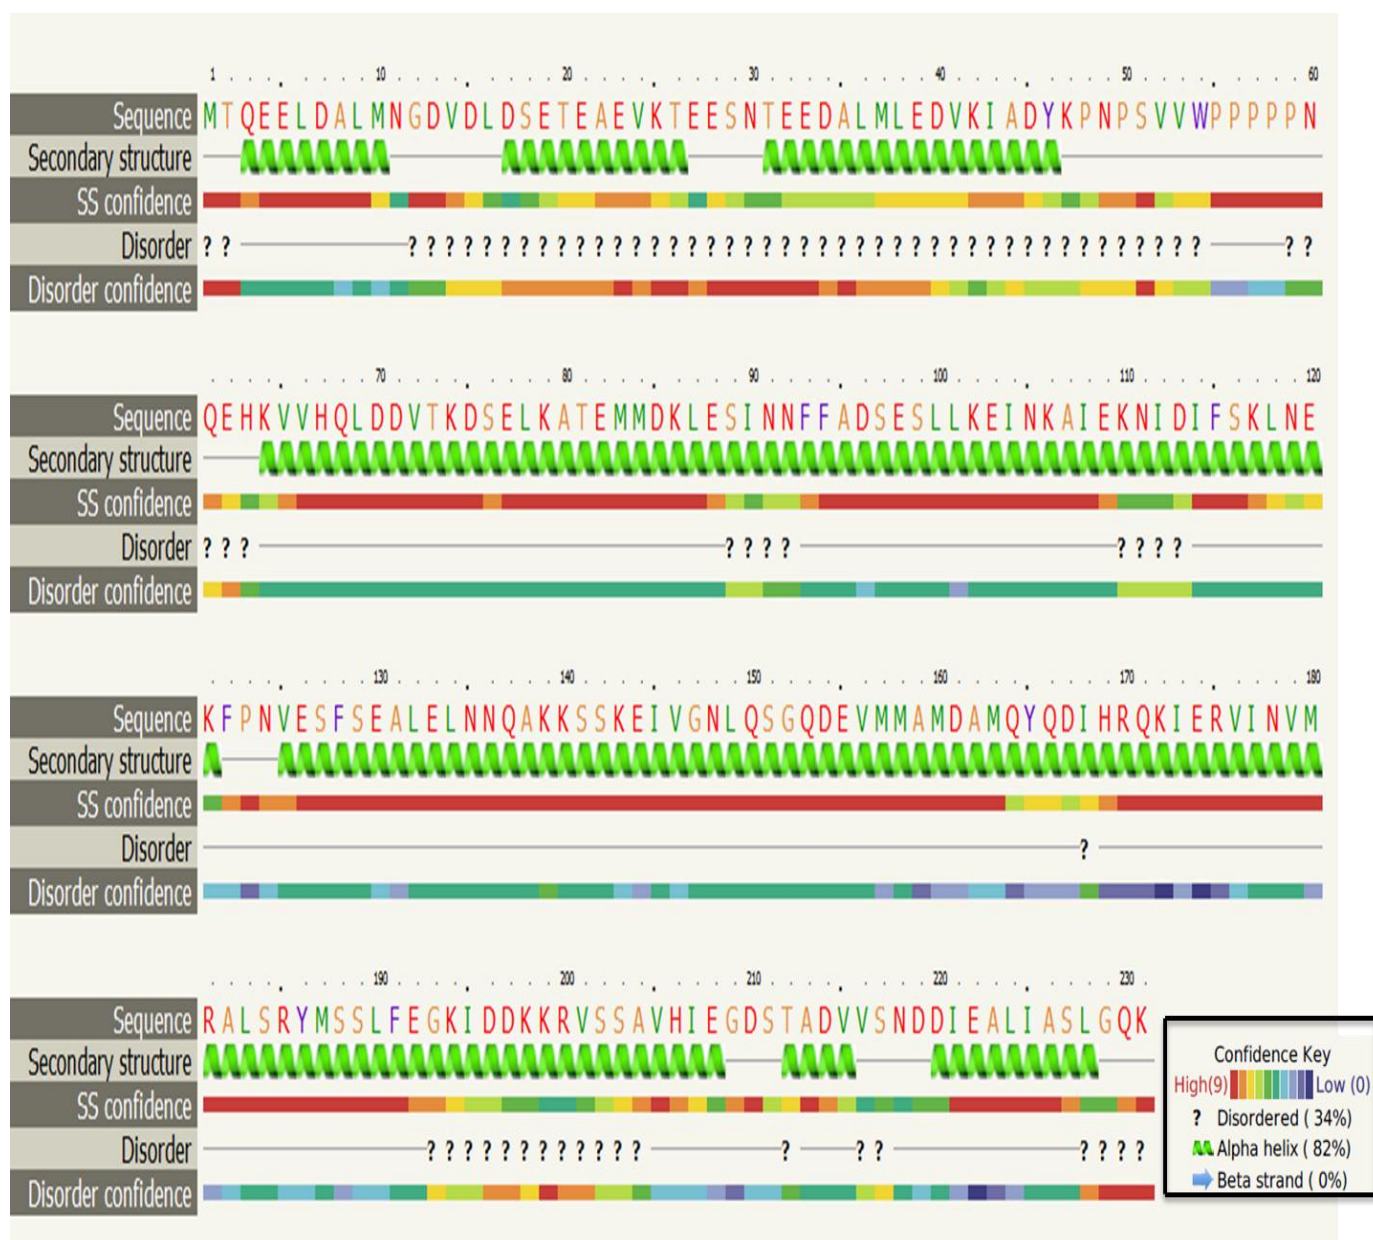 1 10 20 30 40 50 60
Sequence MTQEELDALMNGDVDLDSETEAEVKTEESNTEEDALMLEDVKIADYKPNPSVVWPPPPPN
Secondary structure
SS confidence
Disorder ? ? ? ? ? ? ? ? ? ? ? ? ? ? ? ? ? ? ? ? ? ? ? ? ? ? ? ? ? ? ? ? ? ? ? ? ? ? ? ? ? ? ? ? ? ? ?
Disorder confidence
70 80 90 100 110 120
Sequence QEHKVVHQLDDVTKDSELKATEMMDKLESINNFFADSESLLKEINKAIEKNIDIFSKLNE
Secondary structure
SS confidence
Disorder ? ? ? ? ? ? ? ? ? ? ?
Disorder confidence
130 140 150 160 170 180
Sequence KFPNVESFSEALELNNQAKKSSKEIVGNLQSGQDEVMMAMDAMQYQDIHRQKIERVINVM
Secondary structure
SS confidence
Disorder ?
Disorder confidence
190 200 210 220 230
Sequence RALSRYMSSLFEGKIDDKKRVSSAVHIEGDSTADVVSNDDIEALIASLGQK
Secondary structure
SS confidence
Disorder ? ? ? ? ? ? ? ? ? ? ? ? ? ? ? ? ? ? ?
Disorder confidence
Confidence Key
High(9) Low (0)
? Disordered ( 34%)
Alpha helix ( 82%)
Beta strand ( 0%)